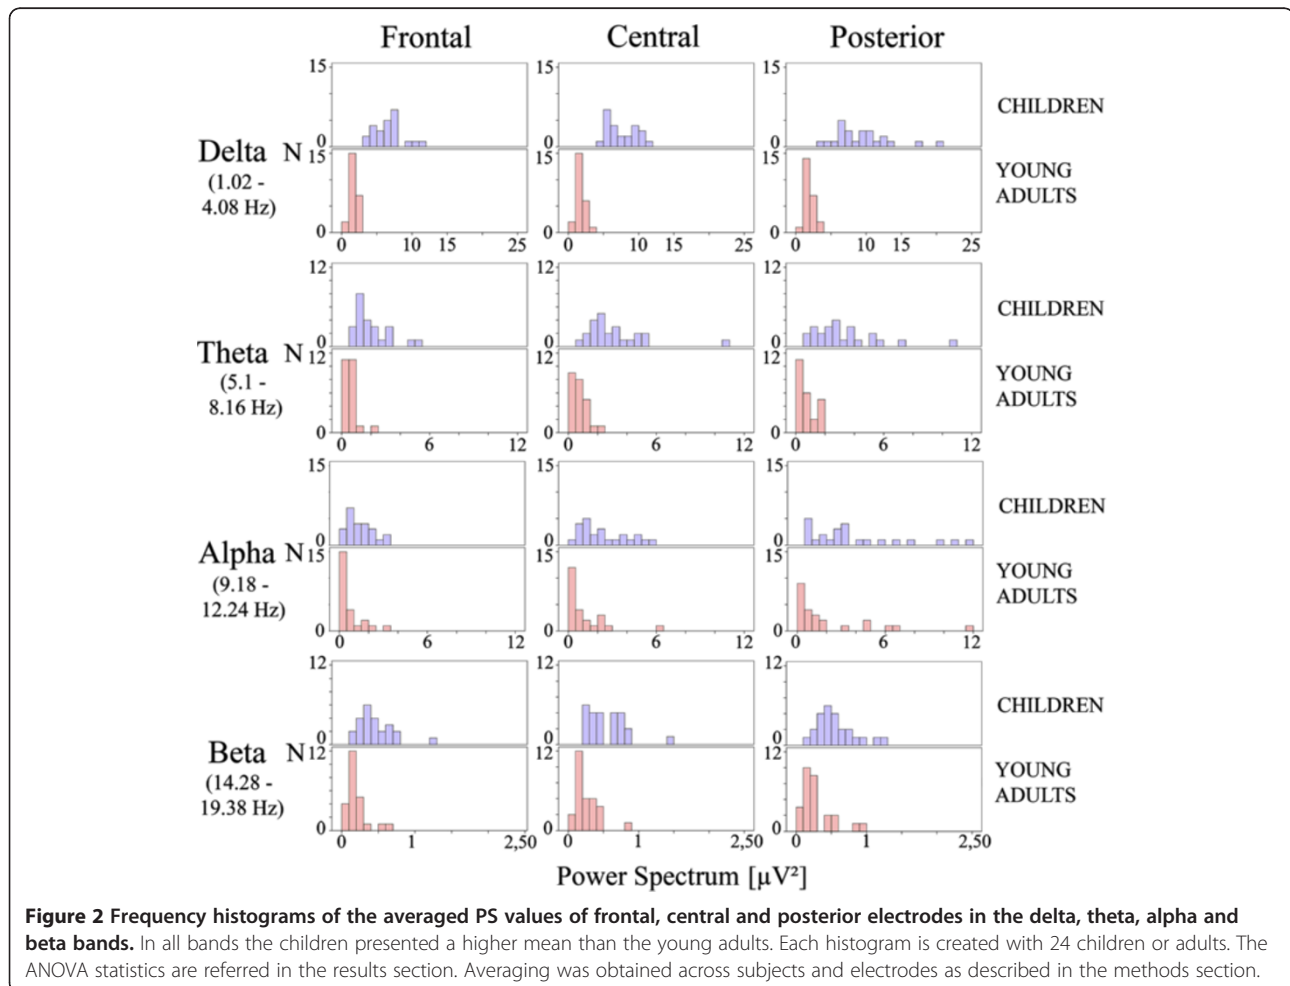 Frontal Central Posterior
15 15 15
CHILDREN
0 0 0
Delta N 15 15 15
(1.02 -
4.08 Hz)
YOUNG
ADULTS
0 0 0
0 10 15 25 0 10 15 25 0 10 15 25
12 12 12
CHILDREN
0 0 0
Theta N 12 12 12
(5.1 -
8.16 Hz)
YOUNG
ADULTS
0 0 0
0 6 12 0 6 12 0 6 12
15 15 15
CHILDREN
0 0 0
Alpha N 15 15 15
(9.18 -
12.24 Hz)
YOUNG
ADULTS
0 0 0
0 6 12 0 6 12 0 6 12
12 12 12
CHILDREN
0 0 0
Beta N 12 12 12
(14.28 -
19.38 Hz)
YOUNG
ADULTS
0 0 0
0 1 2,50 0 1 2,50 0 1 2,50
Power Spectrum [µV²]
Figure 2 Frequency histograms of the averaged PS values of frontal, central and posterior electrodes in the delta, theta, alpha and
beta bands. In all bands the children presented a higher mean than the young adults. Each histogram is created with 24 children or adults. The
ANOVA statistics are referred in the results section. Averaging was obtained across subjects and electrodes as described in the methods section.